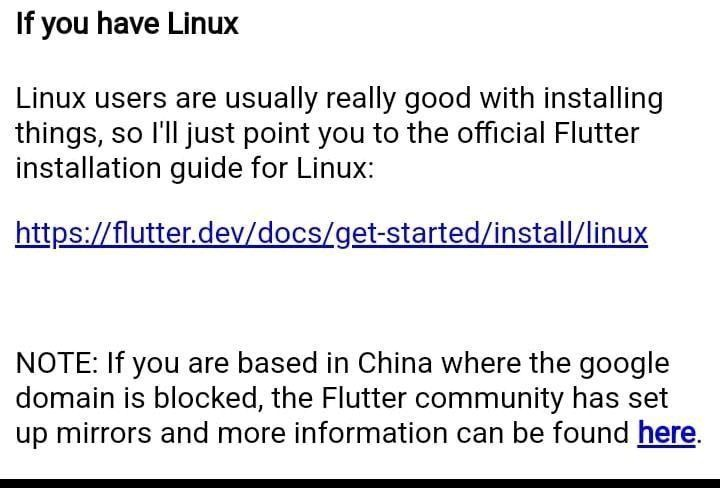 If you have Linux
Linux users are usually really good with installing
things, so I'll just point you to the official Flutter
installation guide for Linux:
https://flutter.dev/docs/get-started/install/linux
NOTE: If you are based in China where the google
domain is blocked, the Flutter community has set
up mirrors and more information can be found here.